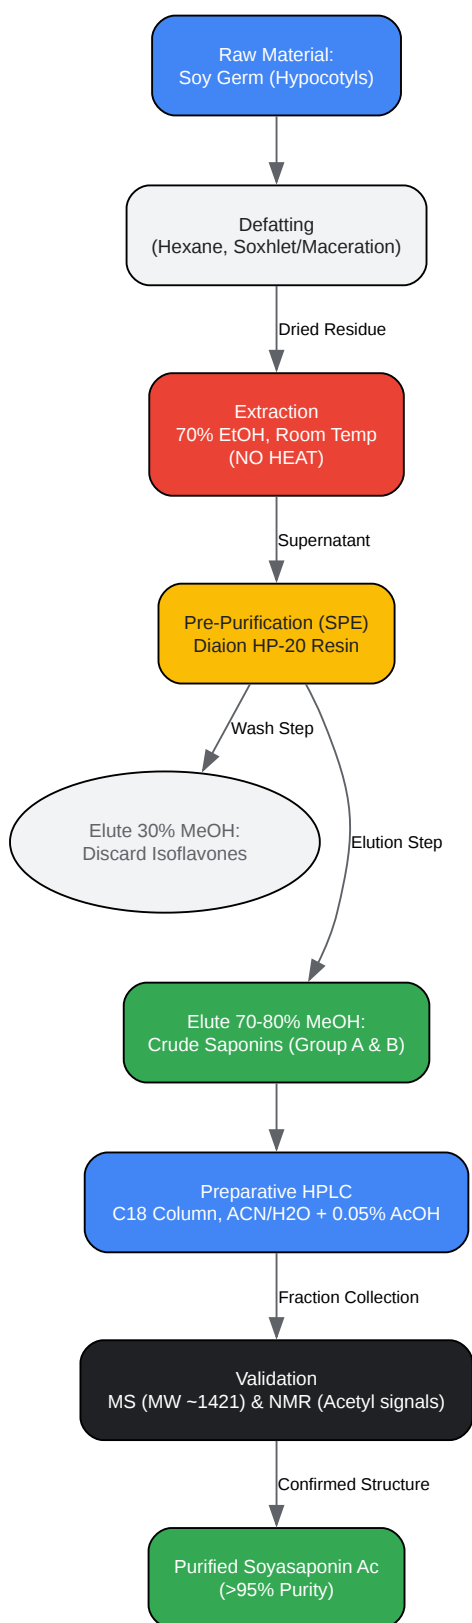 Raw Material:
Soy Germ (Hypocotyls)
Defatting
(Hexane, Soxhlet/Maceration)
Dried Residue
Extraction
70% EtOH, Room Temp
(NO HEAT)
Supernatant
Pre-Purification (SPE)
Diaion HP-20 Resin
Wash Step
Elute 30% MeOH:
Discard Isoflavones
Elution Step
Elute 70-80% MeOH:
Crude Saponins (Group A & B)
Preparative HPLC
C18 Column, ACN/H2O + 0.05% AcOH
Fraction Collection
Validation
MS (MW ~1421) & NMR (Acetyl signals)
Confirmed Structure
Purified Soyasaponin Ac
(>95% Purity)